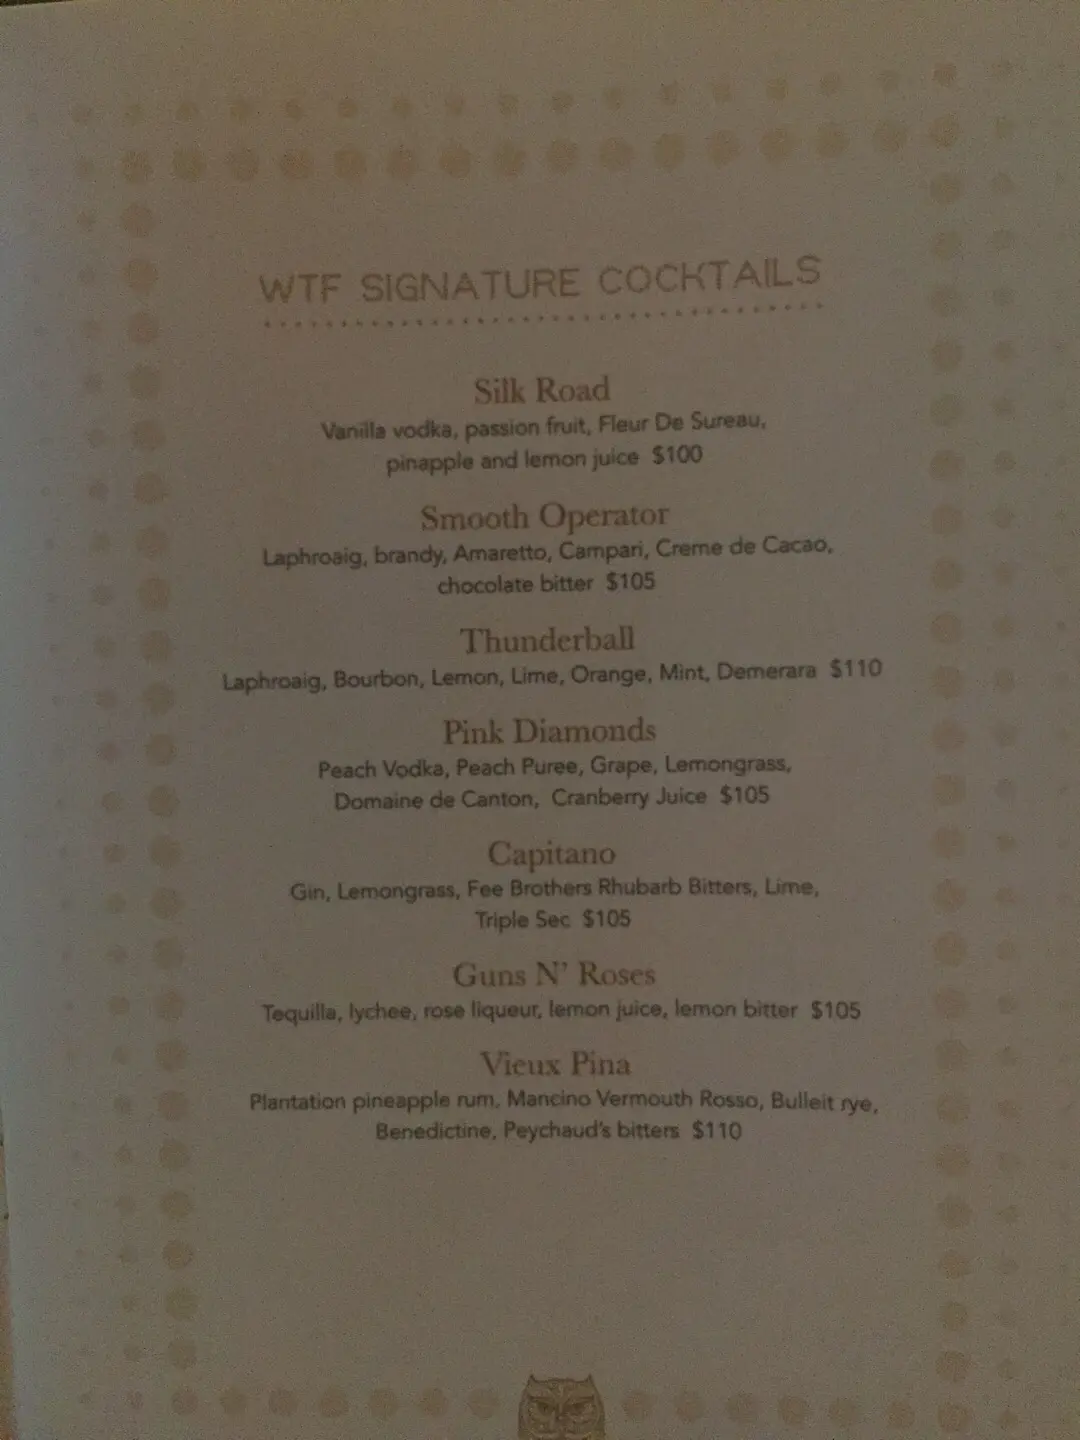 WTF SIGNATURE COCKTAILS
Silk Road
Vanilla vodka, passion fruit, Fleur De Sureau,
pinapple and lemon juice $100
Smooth Operator
Laphroaig, brandy, Amaretto, Campari, Creme de Cacao,
chocolate bitter $105
Thunderball
Laphroaig, Bourbon, Lemon, Lime, Orange, Mint, Demerara $110
Pink Diamonds
Peach Vodka, Peach Puree, Grape, Lemongrass,
Domaine de Canton, Cranberry Juice $105
Capitano
Gin, Lemongrass, Fee Brothers Rhubarb Bitters, Lime,
Triple Sec $105
Guns N' Roses
Tequilla, lychee, rose liqueur, lemon juice, lemon bitter $105
Vieux Pina
Plantation pineapple rum, Mancino Vermouth Rosso, Bulleit rye,
Benedictine, Peychaud's bitters $110